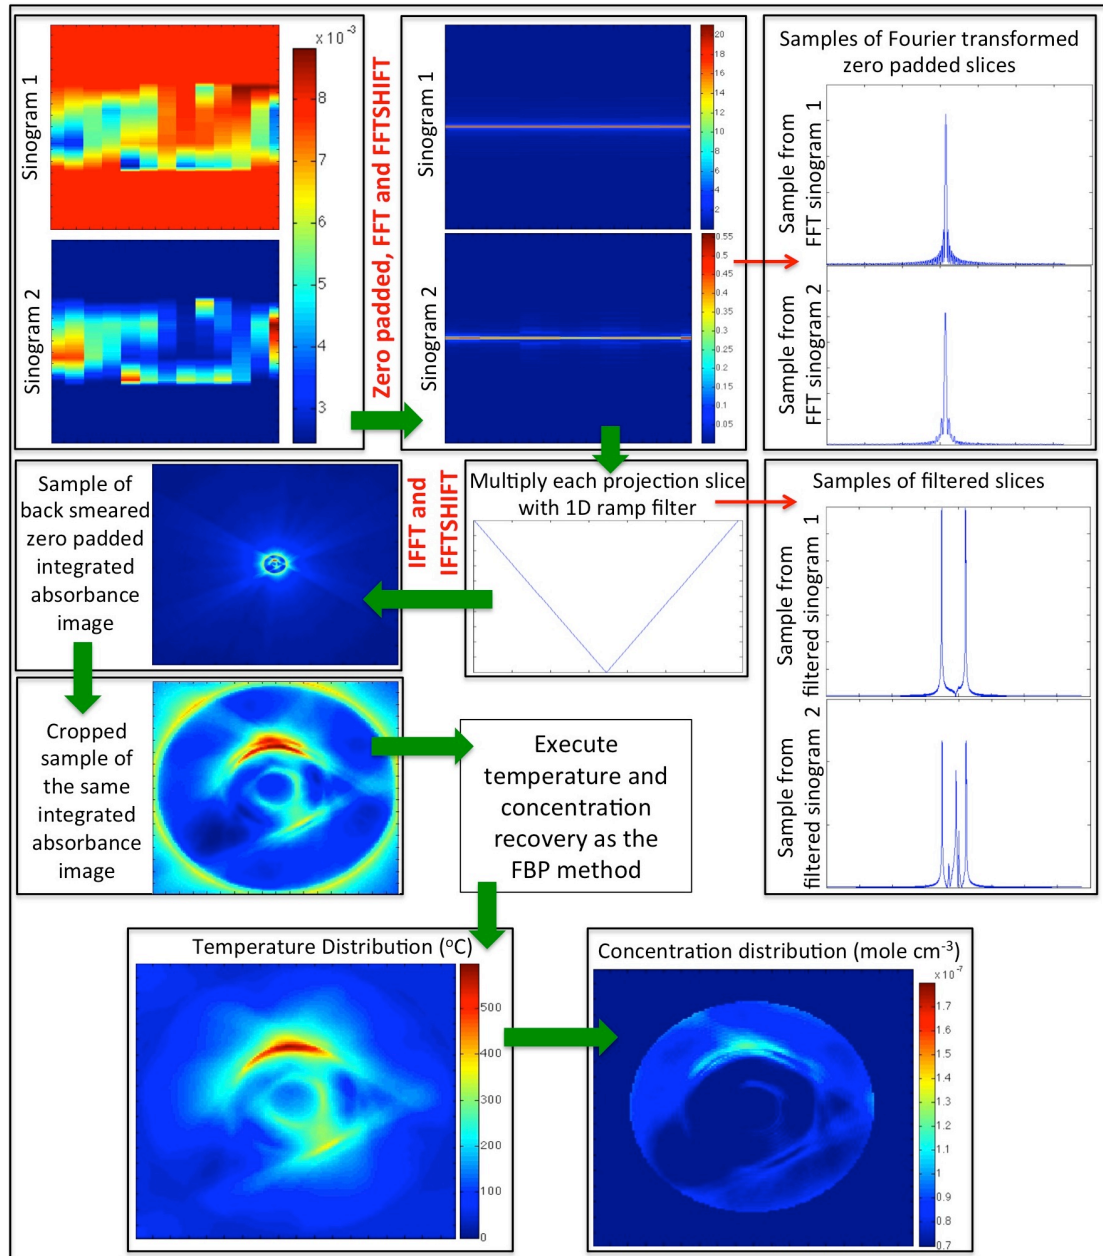 x10⁻³
Sinogram 1
8
7
6
5
4
3
Sinogram 2
Zero padded, FFT and FFTSHIFT
Sinogram 1
20
18
16
14
12
10
8
6
4
2
Sinogram 2
0.55
0.5
0.45
0.4
0.35
0.3
0.25
0.2
0.15
0.1
0.05
Samples of Fourier transformed
zero padded slices
Sample from
FFT sinogram 1
Sample from
FFT sinogram 2
Sample of
back smeared
zero padded
integrated
absorbance
image
IFFT and
IFFTSHIFT
Multiply each projection slice
with 1D ramp filter
Samples of filtered slices
Sample from
filtered sinogram 1
Sample from
filtered sinogram 2
Cropped
sample of
the same
integrated
absorbance
image
Execute
temperature and
concentration
recovery as the
FBP method
Temperature Distribution (ᵒC)
500
400
300
200
100
0
Concentration distribution (mole cm⁻³)
x10⁻⁷
1.7
1.6
1.5
1.4
1.3
1.2
1.1
1
0.9
0.8
0.7